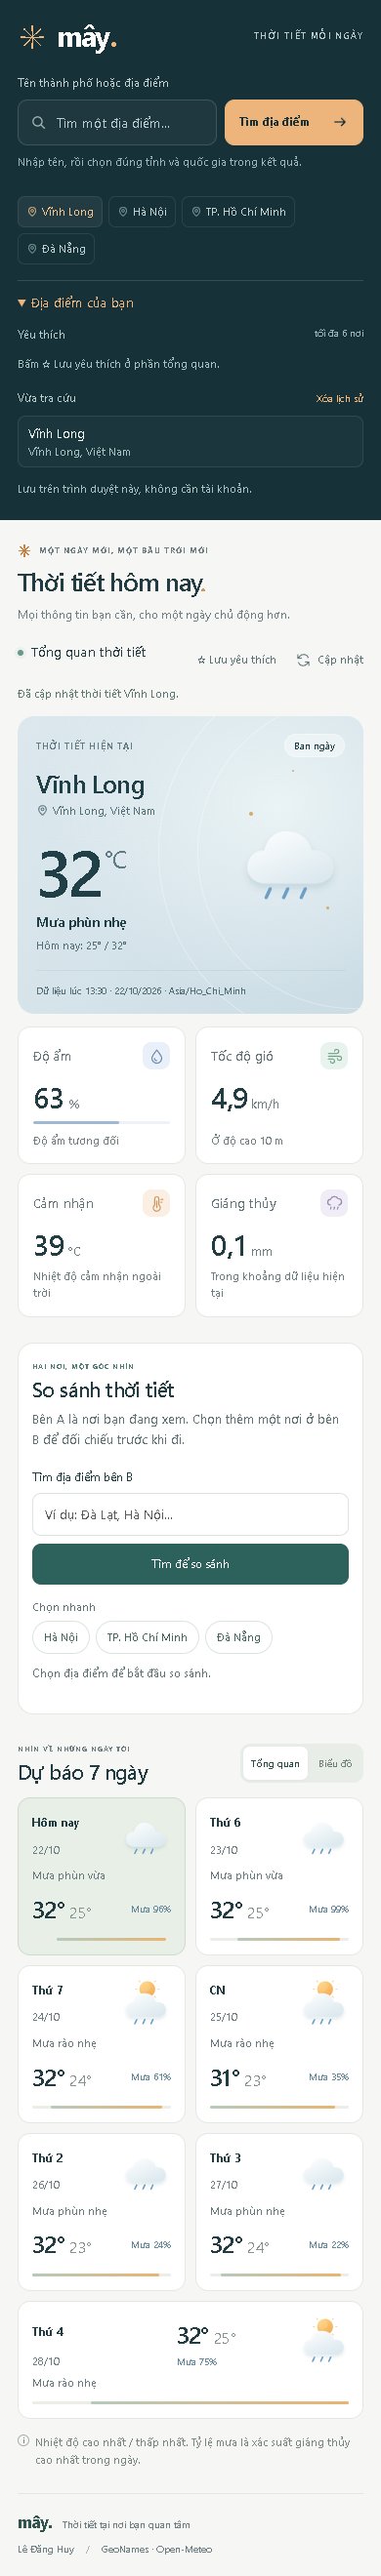 mây.
THỜI TIẾT MỖI NGÀY
Tên thành phố hoặc địa điểm
Tìm một địa điểm...
Tìm địa điểm →
Nhập tên, rồi chọn đúng tỉnh và quốc gia trong kết quả.
Vĩnh Long
Hà Nội
TP. Hồ Chí Minh
Đà Nẵng
▼ Địa điểm của bạn
Yêu thích
tối đa 6 nơi
Bấm ☆ Lưu yêu thích ở phần tổng quan.
Vừa tra cứu
Xóa lịch sử
Vĩnh Long
Vĩnh Long, Việt Nam
Lưu trên trình duyệt này, không cần tài khoản.
MỘT NGÀY MỚI, MỘT BẦU TRỜI MỚI
Thời tiết hôm nay.
Mọi thông tin bạn cần, cho một ngày chủ động hơn.
Tổng quan thời tiết
☆ Lưu yêu thích
Cập nhật
Đã cập nhật thời tiết Vĩnh Long.
THỜI TIẾT HIỆN TẠI
Ban ngày
Vĩnh Long
Vĩnh Long, Việt Nam
32°C
Mưa phùn nhẹ
Hôm nay: 25° / 32°
Dữ liệu lúc 13:30 · 22/10/2026 · Asia/Ho_Chi_Minh
Độ ẩm
63 %
Độ ẩm tương đối
Tốc độ gió
4,9 km/h
Ở độ cao 10 m
Cảm nhận
39 °C
Nhiệt độ cảm nhận ngoài
trời
Giáng thủy
0,1 mm
Trong khoảng dữ liệu hiện
tại
HAI NƠI, MỘT GÓC NHÌN
So sánh thời tiết
Bên A là nơi bạn đang xem. Chọn thêm một nơi ở bên
B để đối chiếu trước khi đi.
Tìm địa điểm bên B
Ví dụ: Đà Lạt, Hà Nội...
Tìm để so sánh
Chọn nhanh
Hà Nội
TP. Hồ Chí Minh
Đà Nẵng
Chọn địa điểm để bắt đầu so sánh.
NHÌN VỀ NHỮNG NGÀY TỚI
Dự báo 7 ngày
Tổng quan
Biểu đồ
Hôm nay
22/10
Mưa phùn vừa
32° 25°
Mưa 96%
Thứ 6
23/10
Mưa phùn vừa
32° 25°
Mưa 99%
Thứ 7
24/10
Mưa rào nhẹ
32° 24°
Mưa 61%
CN
25/10
Mưa rào nhẹ
31° 23°
Mưa 35%
Thứ 2
26/10
Mưa phùn nhẹ
32° 23°
Mưa 24%
Thứ 3
27/10
Mưa phùn nhẹ
32° 24°
Mưa 22%
Thứ 4
28/10
Mưa rào nhẹ
32° 25°
Mưa 75%
Nhiệt độ cao nhất / thấp nhất. Tỷ lệ mưa là xác suất giáng thủy
cao nhất trong ngày.
mây. Thời tiết tại nơi bạn quan tâm
Lê Đăng Huy / GeoNames · Open-Meteo